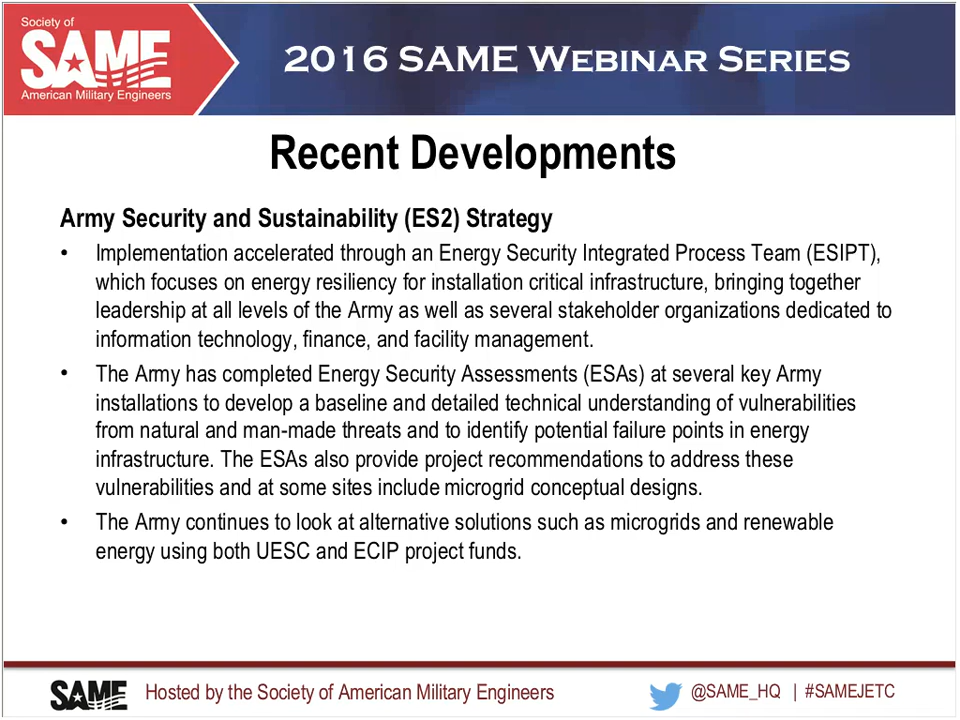 Society of
SAME
American Military Engineers
2016 SAME Webinar Series
Recent Developments
Army Security and Sustainability (ES2) Strategy
• Implementation accelerated through an Energy Security Integrated Process Team (ESIPT),
which focuses on energy resiliency for installation critical infrastructure, bringing together
leadership at all levels of the Army as well as several stakeholder organizations dedicated to
information technology, finance, and facility management.
• The Army has completed Energy Security Assessments (ESAs) at several key Army
installations to develop a baseline and detailed technical understanding of vulnerabilities
from natural and man-made threats and to identify potential failure points in energy
infrastructure. The ESAs also provide project recommendations to address these
vulnerabilities and at some sites include microgrid conceptual designs.
• The Army continues to look at alternative solutions such as microgrids and renewable
energy using both UESC and ECIP project funds.
SAME Hosted by the Society of American Military Engineers @SAME_HQ | #SAMEJETC